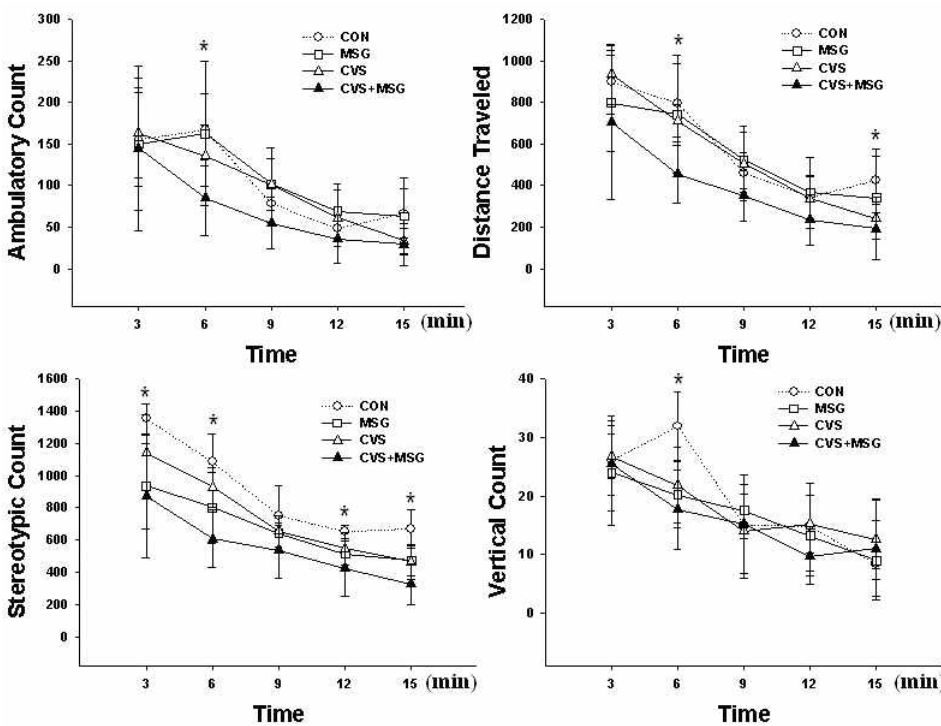 300
250
200
150
100
50
0
Ambulatory Count
*
CON
MSG
CVS
CVS+MSG
3 6 9 12 15 (min)
Time
1200
1000
800
600
400
200
0
Distance Traveled
*
*
CON
MSG
CVS
CVS+MSG
3 6 9 12 15 (min)
Time
1600
1400
1200
1000
800
600
400
200
0
Stereotypic Count
*
*
*
*
CON
MSG
CVS
CVS+MSG
3 6 9 12 15 (min)
Time
40
30
20
10
0
Vertical Count
*
CON
MSG
CVS
CVS+MSG
3 6 9 12 15 (min)
Time